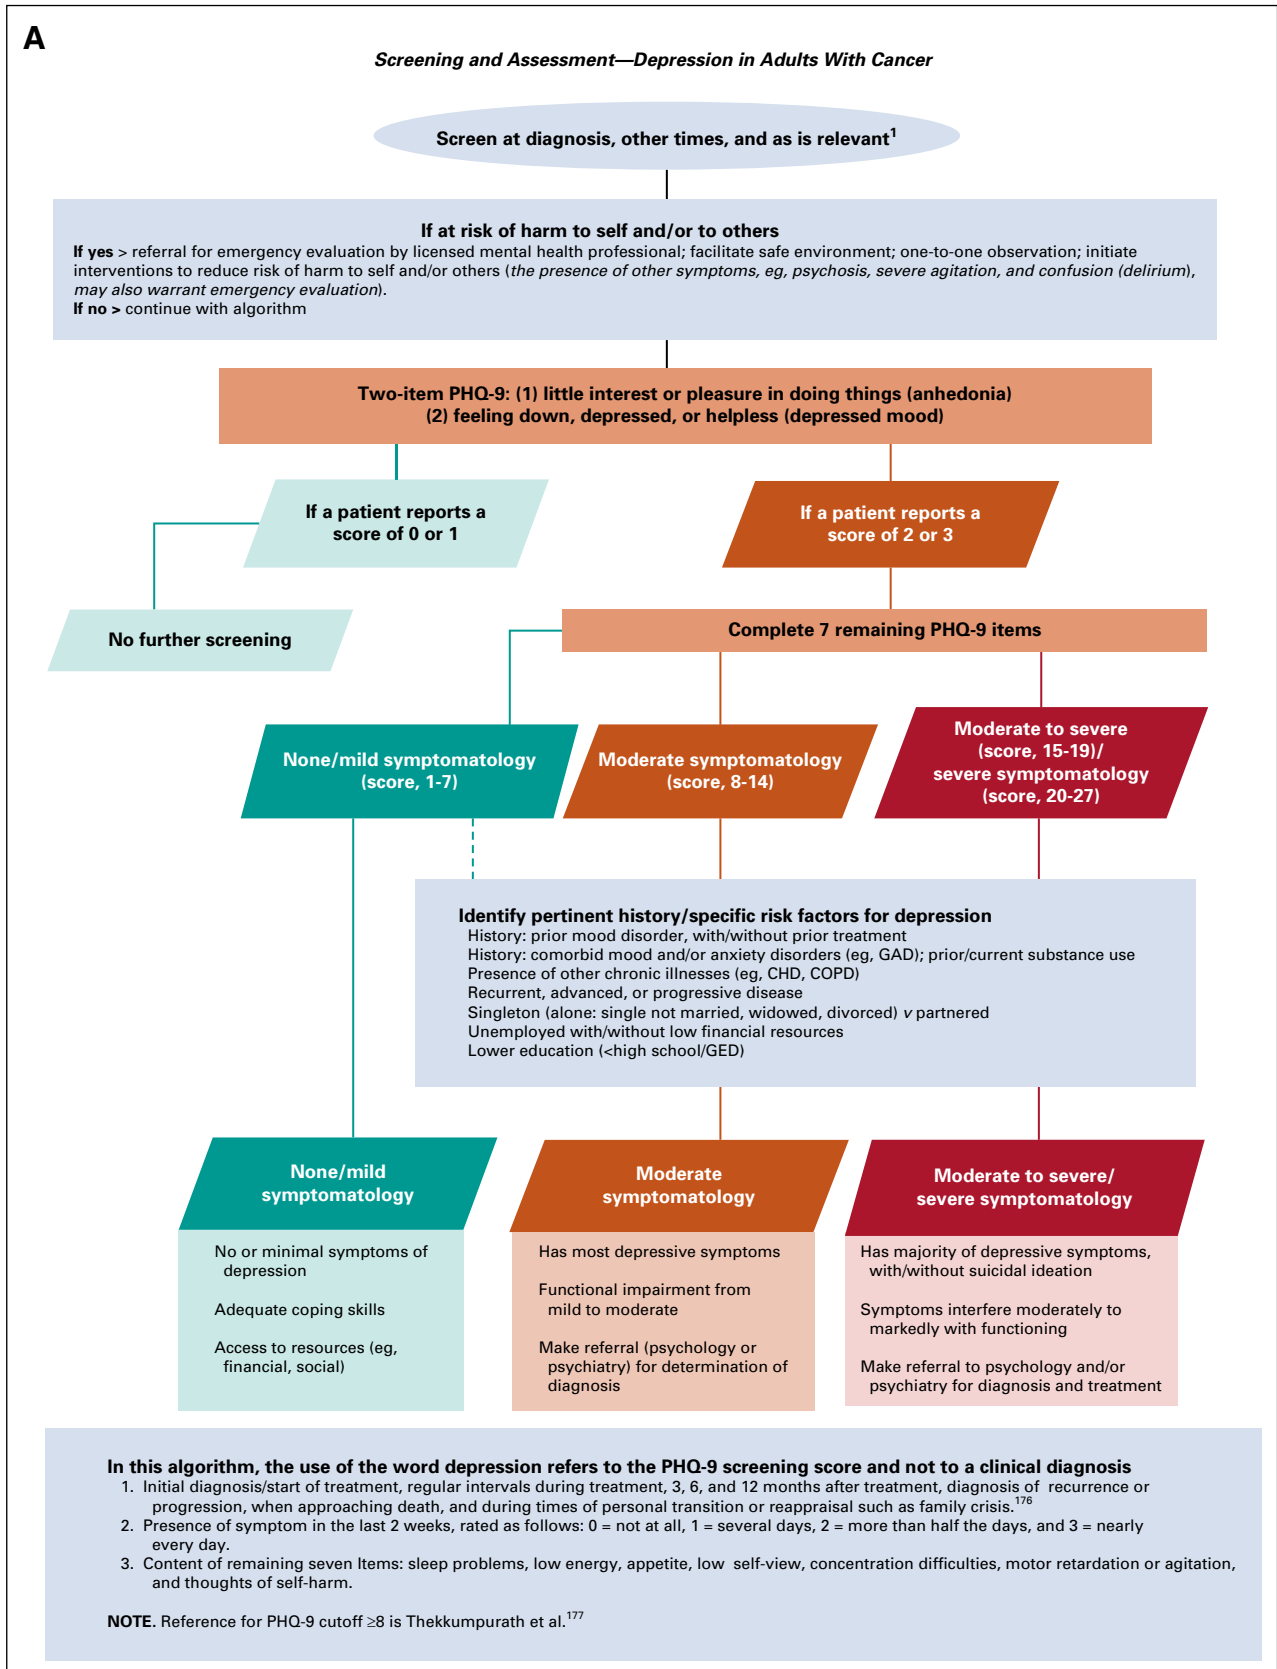 A
Screening and Assessment—Depression in Adults With Cancer
Screen at diagnosis, other times, and as is relevant1
If at risk of harm to self and/or to others
If yes > referral for emergency evaluation by licensed mental health professional; facilitate safe environment; one-to-one observation; initiate
interventions to reduce risk of harm to self and/or others (the presence of other symptoms, eg, psychosis, severe agitation, and confusion (delirium),
may also warrant emergency evaluation).
If no > continue with algorithm
Two-item PHQ-9: (1) little interest or pleasure in doing things (anhedonia)
(2) feeling down, depressed, or helpless (depressed mood)
If a patient reports a
score of 0 or 1
If a patient reports a
score of 2 or 3
No further screening
Complete 7 remaining PHQ-9 items
None/mild symptomatology
(score, 1-7)
Moderate symptomatology
(score, 8-14)
Moderate to severe
(score, 15-19)/
severe symptomatology
(score, 20-27)
Identify pertinent history/specific risk factors for depression
History: prior mood disorder, with/without prior treatment
History: comorbid mood and/or anxiety disorders (eg, GAD); prior/current substance use
Presence of other chronic illnesses (eg, CHD, COPD)
Recurrent, advanced, or progressive disease
Singleton (alone: single not married, widowed, divorced) v partnered
Unemployed with/without low financial resources
Lower education (<high school/GED)
None/mild
symptomatology
No or minimal symptoms of
depression
Adequate coping skills
Access to resources (eg,
financial, social)
Moderate
symptomatology
Has most depressive symptoms
Functional impairment from
mild to moderate
Make referral (psychology or
psychiatry) for determination of
diagnosis
Moderate to severe/
severe symptomatology
Has majority of depressive symptoms,
with/without suicidal ideation
Symptoms interfere moderately to
markedly with functioning
Make referral to psychology and/or
psychiatry for diagnosis and treatment
In this algorithm, the use of the word depression refers to the PHQ-9 screening score and not to a clinical diagnosis
1. Initial diagnosis/start of treatment, regular intervals during treatment, 3, 6, and 12 months after treatment, diagnosis of recurrence or
progression, when approaching death, and during times of personal transition or reappraisal such as family crisis.176
2. Presence of symptom in the last 2 weeks, rated as follows: 0 = not at all, 1 = several days, 2 = more than half the days, and 3 = nearly
every day.
3. Content of remaining seven Items: sleep problems, low energy, appetite, low self-view, concentration difficulties, motor retardation or agitation,
and thoughts of self-harm.
NOTE. Reference for PHQ-9 cutoff ≥8 is Thekkumpurath et al.177